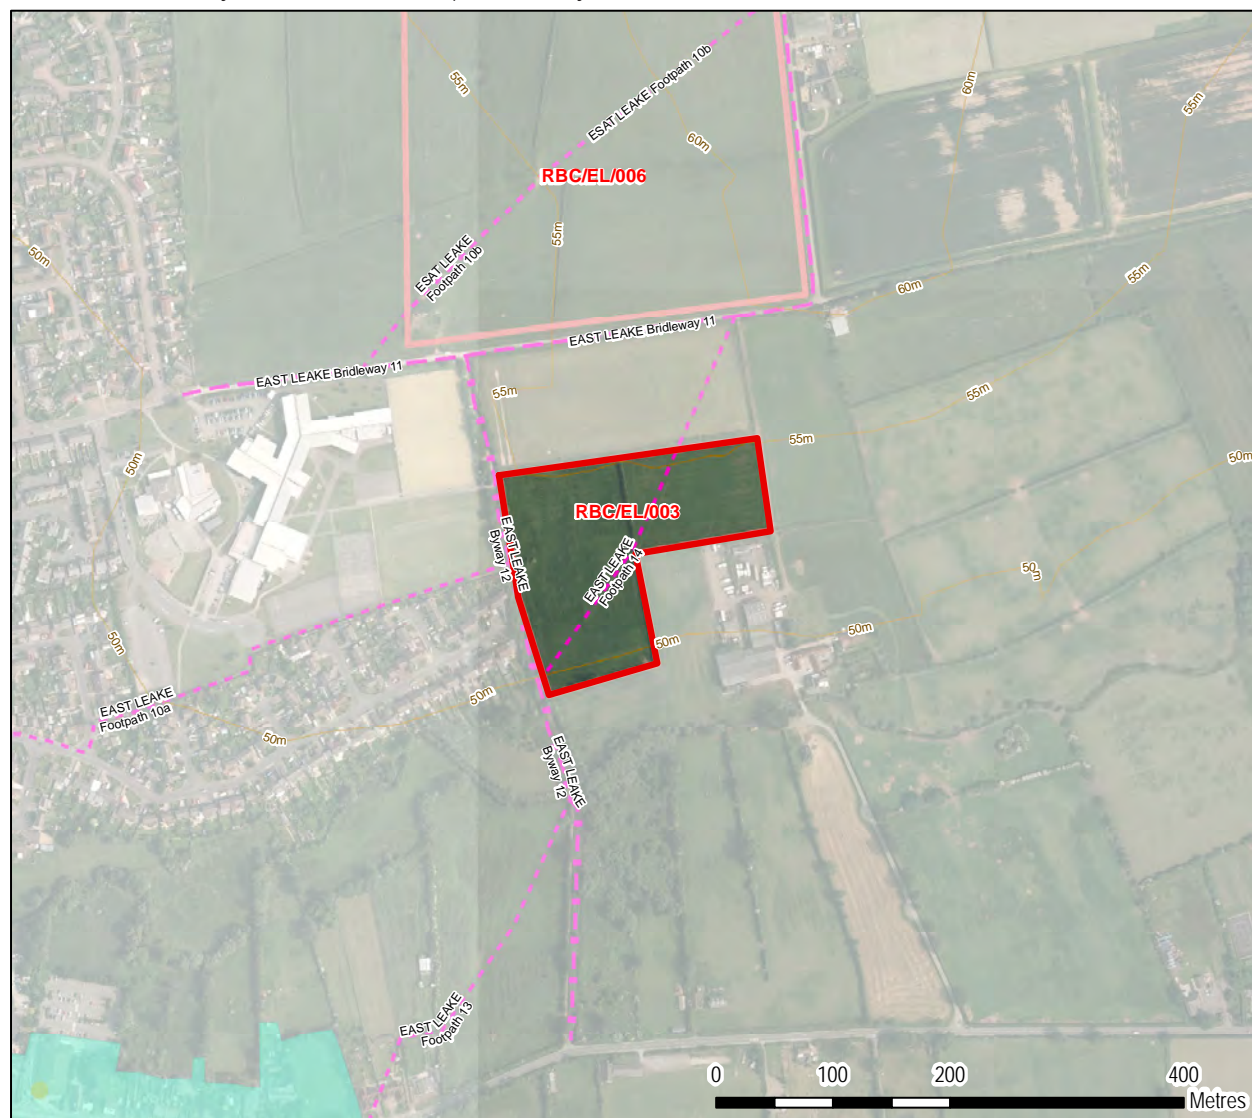 ESAT LEAKE Footpath 10b
60m
55m
55m
60m
RBC/EL/006
55m
50m
ESAT LEAKE
Footpath 10b
55m
60m
EAST LEAKE Bridleway 11
EAST LEAKE Bridleway 11
55m
55m
55m
50m
50m
RBC/EL/003
EAST LEAKE
Byway 12
EAST LEAKE
Footpath 14
50m
50m
50m
50m
50m
50m
EAST LEAKE
Footpath 10a
EAST LEAKE
Byway 12
EAST LEAKE
Footpath 13
0 100 200 400
Metres